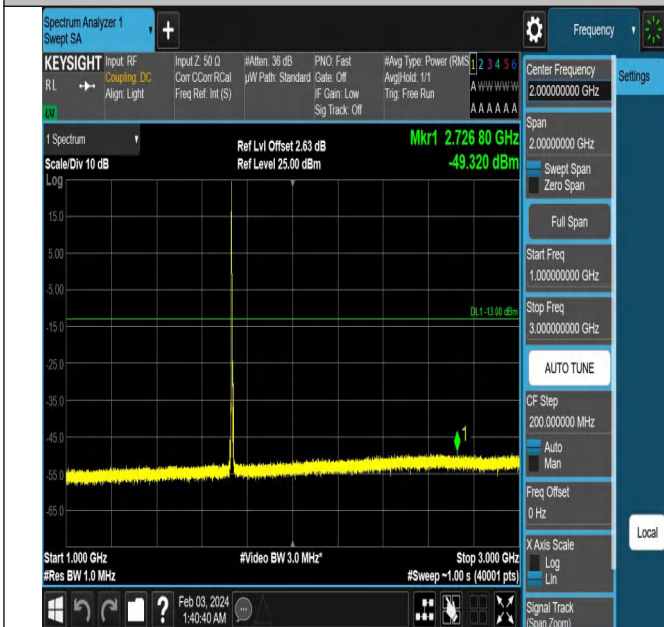 Spectrum Analyzer 1
Swept SA
+
Frequency
KEYSIGHT
RL
Input: RF
Coupling: DC
Align: Light
Input Z: 50 Ω
Corr CCorr RCal
Freq Ref: Int (S)
#Atten: 36 dB
µW Path: Standard
PNO: Fast
Gate: Off
IF Gain: Low
Sig Track: Off
#Avg Type: Power (RMS
Avg|Hold: 1/1
Trig: Free Run
1 2 3 4 5 6
A W W W W W
A A A A A A
LXI
1 Spectrum
Scale/Div 10 dB
Log
Ref Lvl Offset 2.63 dB
Ref Level 25.00 dBm
Mkr1 2.726 80 GHz
-49.320 dBm
15.0
5.00
-5.00
-15.0
-25.0
-35.0
-45.0
-55.0
-65.0
DL1 -13.00 dBm
1
Start 1.000 GHz
#Res BW 1.0 MHz
#Video BW 3.0 MHz*
Stop 3.000 GHz
#Sweep ~1.00 s (40001 pts)
Center Frequency
2.000000000 GHz
Settings
Span
2.00000000 GHz
Swept Span
Zero Span
Full Span
Start Freq
1.000000000 GHz
Stop Freq
3.000000000 GHz
AUTO TUNE
CF Step
200.000000 MHz
Auto
Man
Freq Offset
0 Hz
X Axis Scale
Log
Lin
Local
Signal Track
(Span Zoom)
?
Feb 03, 2024
1:40:40 AM